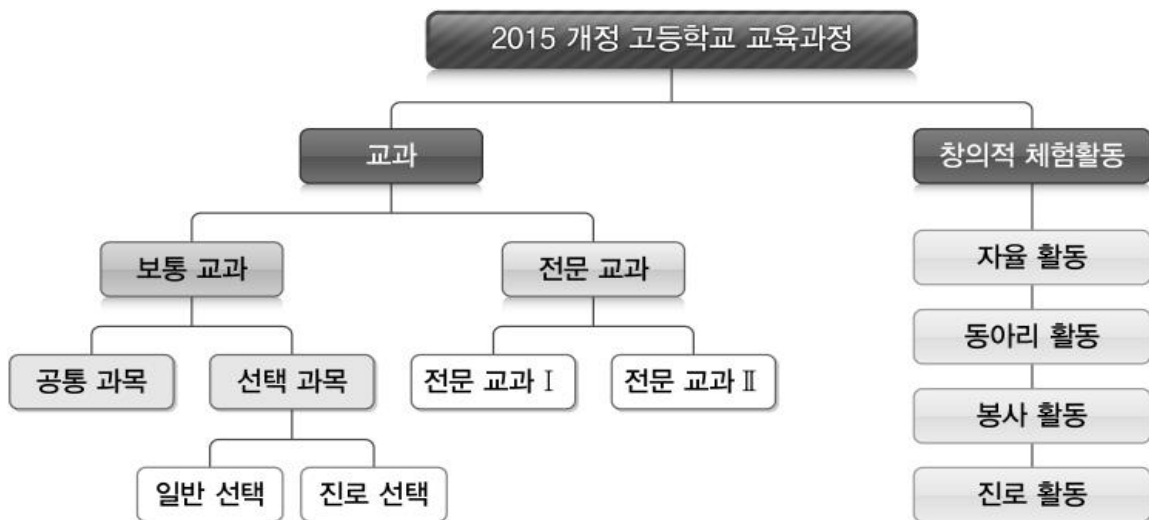 2015 개정 고등학교 교육과정
교과
창의적 체험활동
보통 교과
전문 교과
자율 활동
공통 과목
선택 과목
전문 교과 Ⅰ
전문 교과 Ⅱ
동아리 활동
일반 선택
진로 선택
봉사 활동
진로 활동